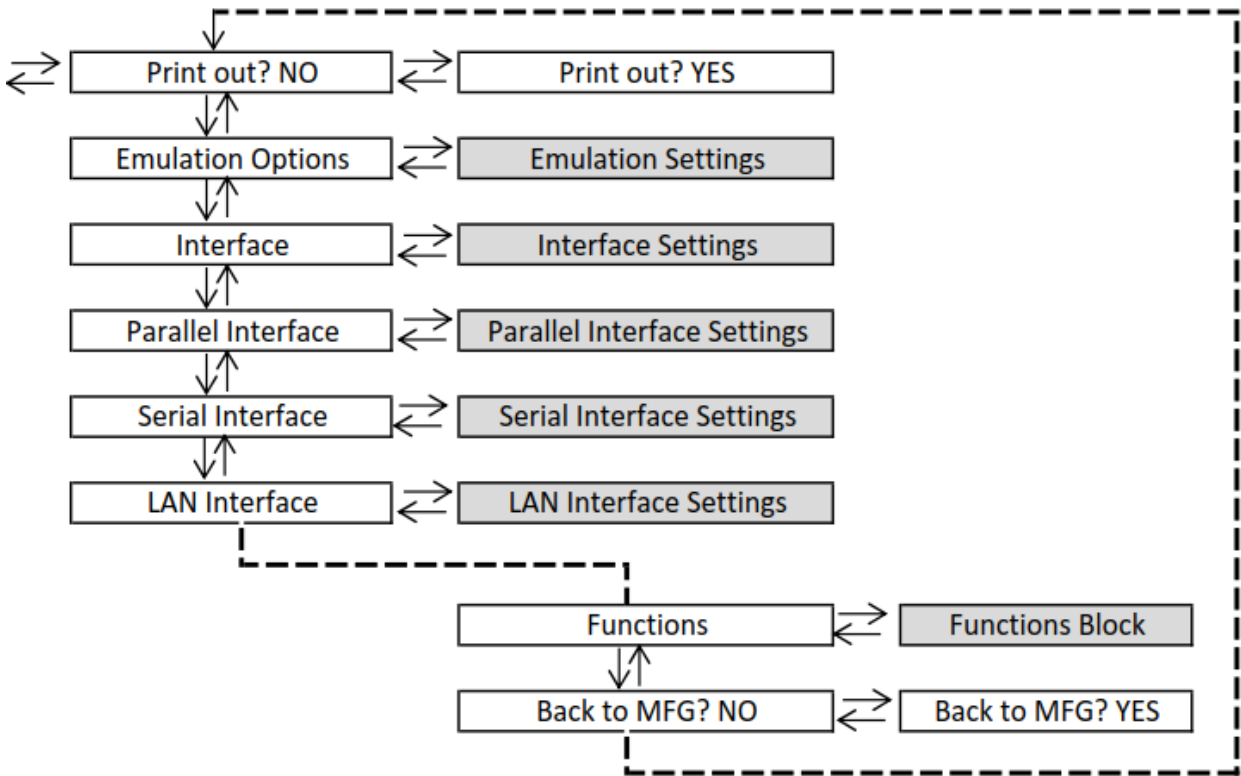 Print out? NO
Print out? YES
Emulation Options
Emulation Settings
Interface
Interface Settings
Parallel Interface
Parallel Interface Settings
Serial Interface
Serial Interface Settings
LAN Interface
LAN Interface Settings
Functions
Functions Block
Back to MFG? NO
Back to MFG? YES